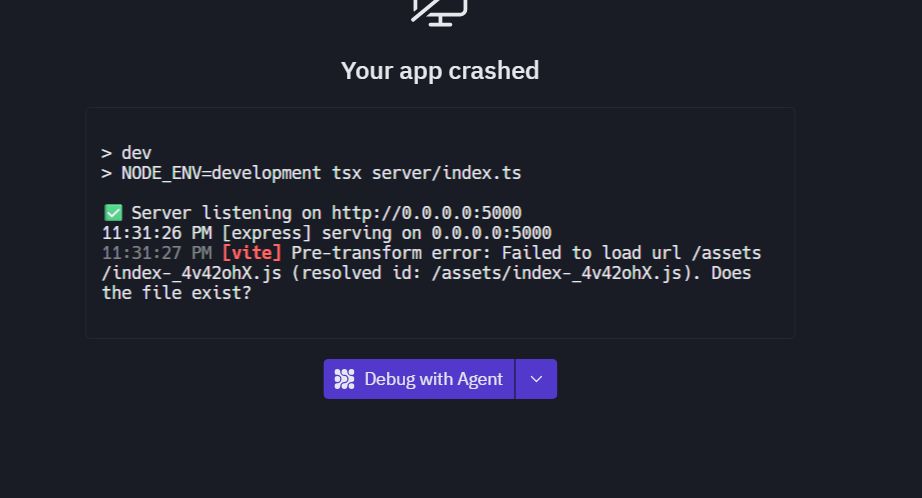 Your app crashed
> dev
> NODE_ENV=development tsx server/index.ts
✅ Server listening on http://0.0.0.0:5000
11:31:26 PM [express] serving on 0.0.0.0:5000
11:31:27 PM [vite] Pre-transform error: Failed to load url /assets
/index-_4v42ohX.js (resolved id: /assets/index-_4v42ohX.js). Does
the file exist?
Debug with Agent